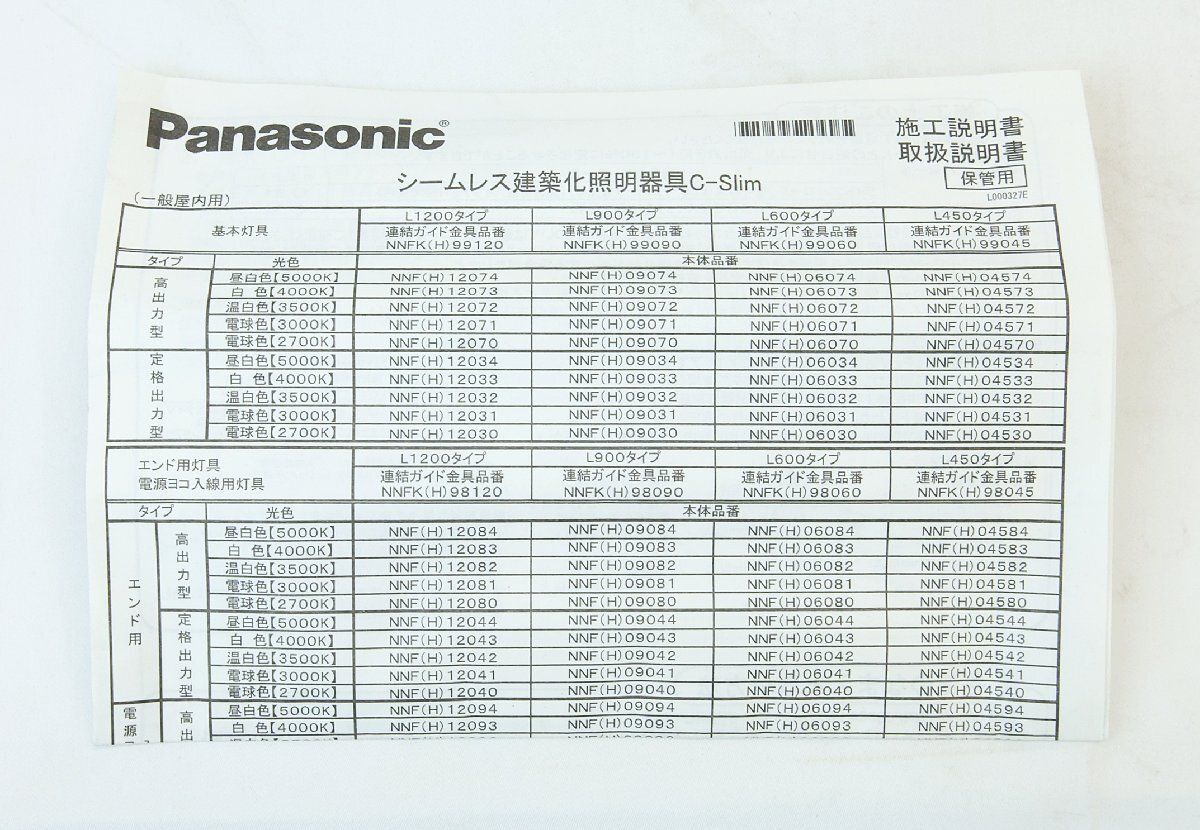 Panasonic®
施工説明書
取扱説明書
保管用
L000327E
シームレス建築化照明器具C-Slim
(一般屋内用)
基本灯具 L1200タイプ L900タイプ L600タイプ L450タイプ
連結ガイド金具品番 連結ガイド金具品番 連結ガイド金具品番 連結ガイド金具品番
NNFK(H)99120 NNFK(H)99090 NNFK(H)99060 NNFK(H)99045
タイプ 光色 本体品番
高出力型 昼白色【5000K】 NNF(H)12074 NNF(H)09074 NNF(H)06074 NNF(H)04574
白 色【4000K】 NNF(H)12073 NNF(H)09073 NNF(H)06073 NNF(H)04573
温白色【3500K】 NNF(H)12072 NNF(H)09072 NNF(H)06072 NNF(H)04572
電球色【3000K】 NNF(H)12071 NNF(H)09071 NNF(H)06071 NNF(H)04571
電球色【2700K】 NNF(H)12070 NNF(H)09070 NNF(H)06070 NNF(H)04570
定格出力型 昼白色【5000K】 NNF(H)12034 NNF(H)09034 NNF(H)06034 NNF(H)04534
白 色【4000K】 NNF(H)12033 NNF(H)09033 NNF(H)06033 NNF(H)04533
温白色【3500K】 NNF(H)12032 NNF(H)09032 NNF(H)06032 NNF(H)04532
電球色【3000K】 NNF(H)12031 NNF(H)09031 NNF(H)06031 NNF(H)04531
電球色【2700K】 NNF(H)12030 NNF(H)09030 NNF(H)06030 NNF(H)04530
エンド用灯具 L1200タイプ L900タイプ L600タイプ L450タイプ
電源ヨコ入線用灯具 連結ガイド金具品番 連結ガイド金具品番 連結ガイド金具品番 連結ガイド金具品番
NNFK(H)98120 NNFK(H)98090 NNFK(H)98060 NNFK(H)98045
タイプ 光色 本体品番
エンド用 高出力型 昼白色【5000K】 NNF(H)12084 NNF(H)09084 NNF(H)06084 NNF(H)04584
白 色【4000K】 NNF(H)12083 NNF(H)09083 NNF(H)06083 NNF(H)04583
温白色【3500K】 NNF(H)12082 NNF(H)09082 NNF(H)06082 NNF(H)04582
電球色【3000K】 NNF(H)12081 NNF(H)09081 NNF(H)06081 NNF(H)04581
電球色【2700K】 NNF(H)12080 NNF(H)09080 NNF(H)06080 NNF(H)04580
定格出力型 昼白色【5000K】 NNF(H)12044 NNF(H)09044 NNF(H)06044 NNF(H)04544
白 色【4000K】 NNF(H)12043 NNF(H)09043 NNF(H)06043 NNF(H)04543
温白色【3500K】 NNF(H)12042 NNF(H)09042 NNF(H)06042 NNF(H)04542
電球色【3000K】 NNF(H)12041 NNF(H)09041 NNF(H)06041 NNF(H)04541
電球色【2700K】 NNF(H)12040 NNF(H)09040 NNF(H)06040 NNF(H)04540
電源 高出 昼白色【5000K】 NNF(H)12094 NNF(H)09094 NNF(H)06094 NNF(H)04594
白 色【4000K】 NNF(H)12093 NNF(H)09093 NNF(H)06093 NNF(H)04593